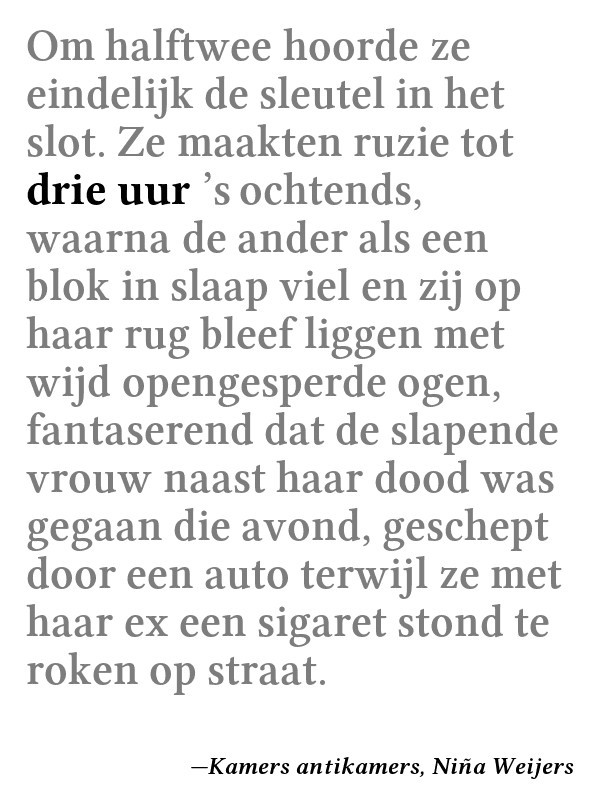 Om halftwee hoorde ze
eindelijk de sleutel in het
slot. Ze maakten ruzie tot
drie uur ’s ochtends,
waarna de ander als een
blok in slaap viel en zij op
haar rug bleef liggen met
wijd opengesperde ogen,
fantaserend dat de slapende
vrouw naast haar dood was
gegaan die avond, geschept
door een auto terwijl ze met
haar ex een sigaret stond te
roken op straat.
—Kamers antikamers, Niña Weijers